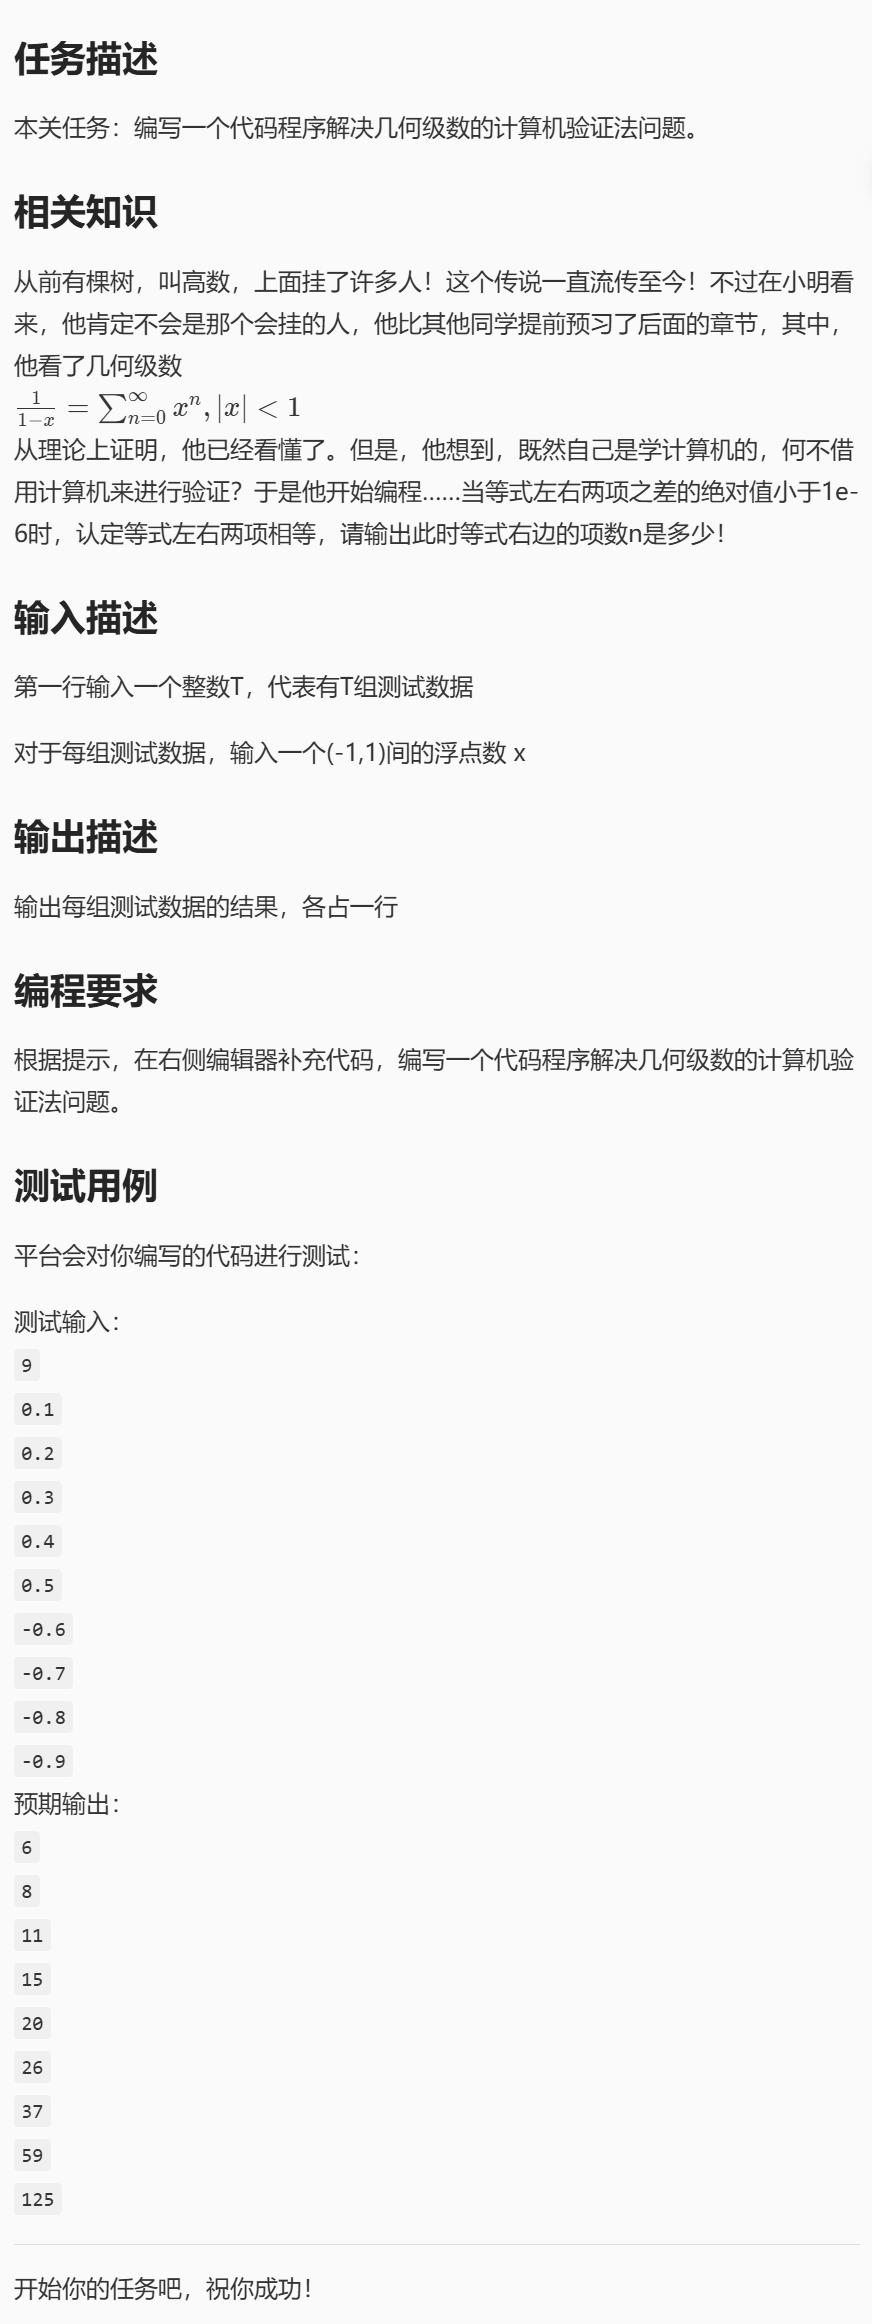 任务描述
本关任务：编写一个代码程序解决几何级数的计算机验证法问题。
相关知识
从前有棵树，叫高数，上面挂了许多人！这个传说一直流传至今！不过在小明看
来，他肯定不会是那个会挂的人，他比其他同学提前预习了后面的章节，其中，
他看了几何级数
$\frac{1}{1-x} = \sum_{n=0}^{\infty} x^n, |x| < 1$
从理论上证明，他已经看懂了。但是，他想到，既然自己是学计算机的，何不借
用计算机来进行验证？于是他开始编程……当等式左右两项之差的绝对值小于1e-
6时，认定等式左右两项相等，请输出此时等式右边的项数n是多少！
输入描述
第一行输入一个整数T，代表有T组测试数据
对于每组测试数据，输入一个(-1,1)间的浮点数 x
输出描述
输出每组测试数据的结果，各占一行
编程要求
根据提示，在右侧编辑器补充代码，编写一个代码程序解决几何级数的计算机验
证法问题。
测试用例
平台会对你编写的代码进行测试：
测试输入：
9
0.1
0.2
0.3
0.4
0.5
-0.6
-0.7
-0.8
-0.9
预期输出：
6
8
11
15
20
26
37
59
125
开始你的任务吧，祝你成功！